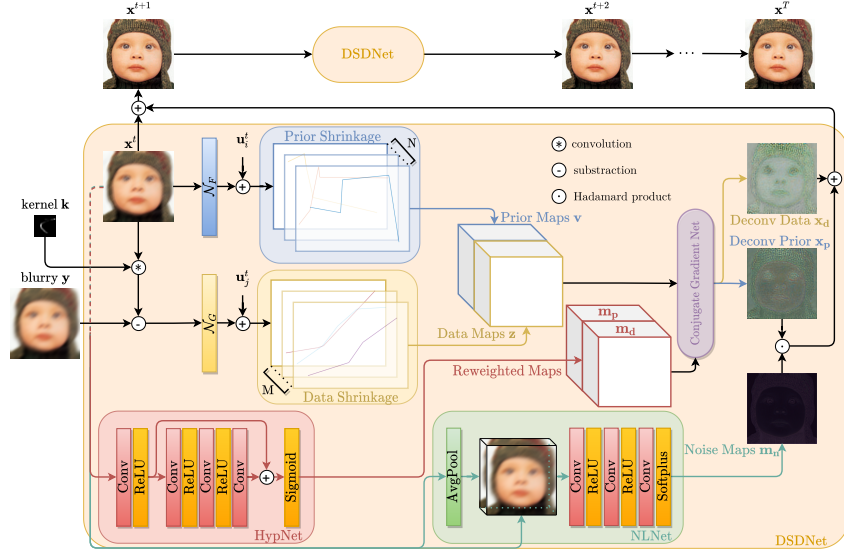 x^{t+1}
x^{t+2}
x^T
DSDNet
...
+
x^t
u_i^t
Prior Shrinkage
N
* convolution
- substraction
· Hadamard product
N_F
+
+
kernel k
Prior Maps v
Deconv Data x_d
Deconv Prior x_p
blurry y
*
u_j^t
Conjugate Gradient Net
-
N_G
+
Data Maps z
m_p
m_d
·
M
Data Shrinkage
Reweighted Maps
Conv
ReLU
Conv
ReLU
Conv
ReLU
Conv
+
Sigmoid
HypNet
AvgPool
Conv
ReLU
Conv
ReLU
Conv
Softplus
NLNet
Noise Maps m_n
DSDNet